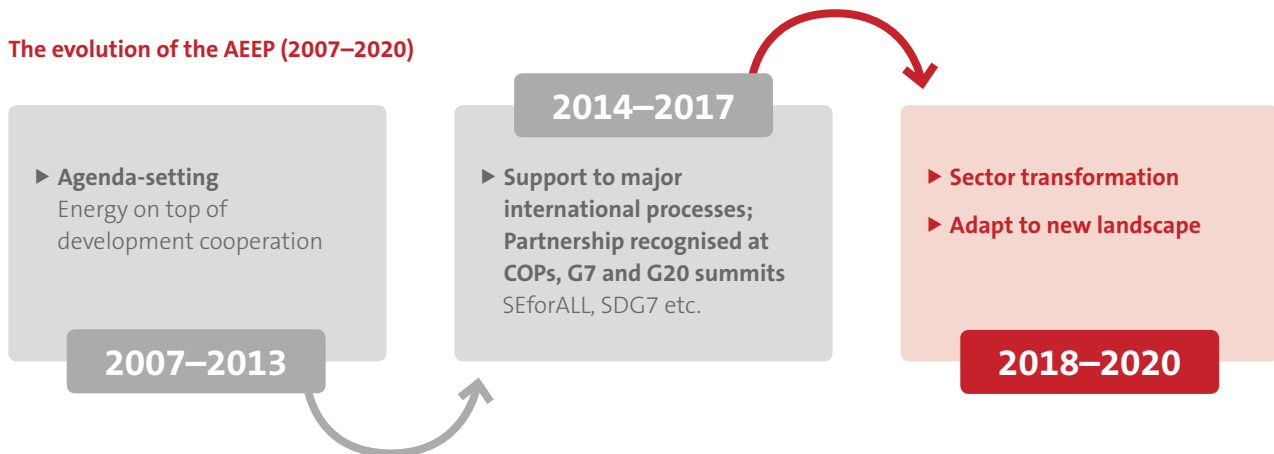 The evolution of the AEEP (2007–2020)
▶ Agenda-setting
Energy on top of
development cooperation
2007–2013
2014–2017
▶ Support to major
international processes;
Partnership recognised at
COPs, G7 and G20 summits
SEforALL, SDG7 etc.
▶ Sector transformation
▶ Adapt to new landscape
2018–2020